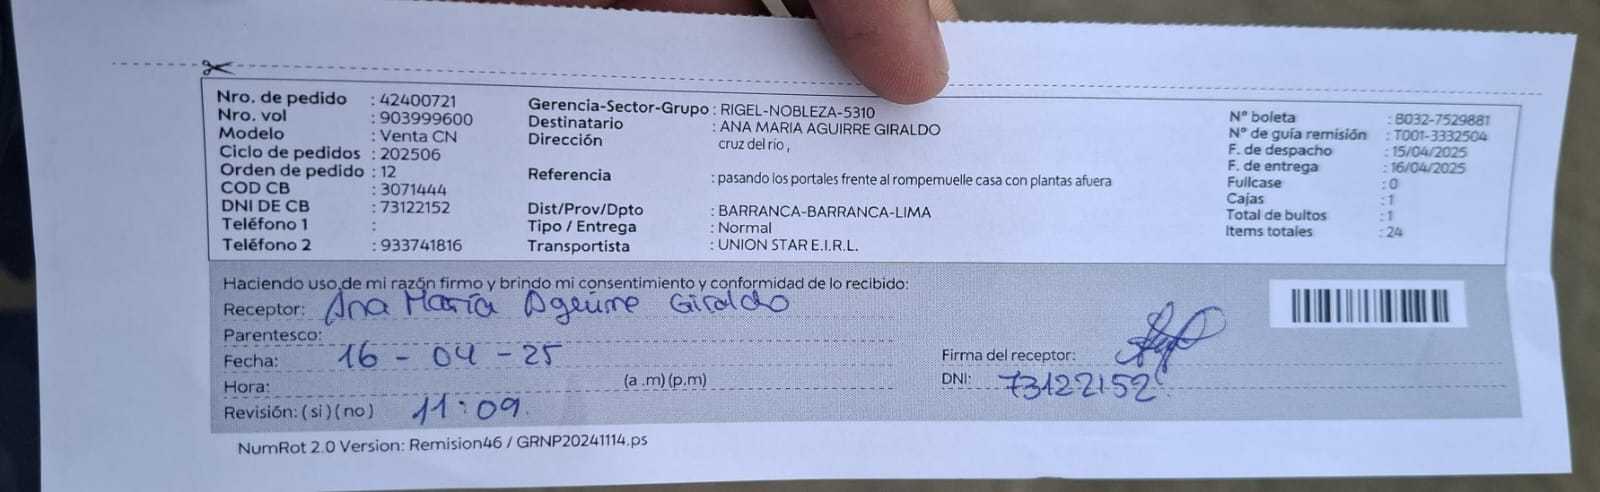 Nro. de pedido : 42400721
Nro. vol : 903999600
Modelo : Venta CN
Ciclo de pedidos : 202506
Orden de pedido : 12
COD CB : 3071444
DNI DE CB : 73122152
Teléfono 1 :
Teléfono 2 : 933741816
Gerencia-Sector-Grupo : RIGEL-NOBLEZA-5310
Destinatario : ANA MARIA AGUIRRE GIRALDO
Dirección cruz del rio ,
Referencia : pasando los portales frente al rompemuelle casa con plantas afuera
Dist/Prov/Dpto : BARRANCA-BARRANCA-LIMA
Tipo / Entrega : Normal
Transportista : UNION STAR E.I.R.L.
Nº boleta : B032-7529881
Nº de guía remisión : T001-3332504
F. de despacho : 15/04/2025
F. de entrega : 16/04/2025
Fullcase : 0
Cajas : 1
Total de bultos : 1
Items totales : 24
Haciendo uso de mi razón firmo y brindo mi consentimiento y conformidad de lo recibido:
Receptor: Ana María Aguirre Giraldo
Parentesco:
Fecha: 16 - 04 - 25
Hora: (a .m) (p.m)
Revisión: ( si ) ( no ) 11:09
Firma del receptor:
DNI: 73122152
NumRot 2.0 Version: Remision46 / GRNP20241114.ps